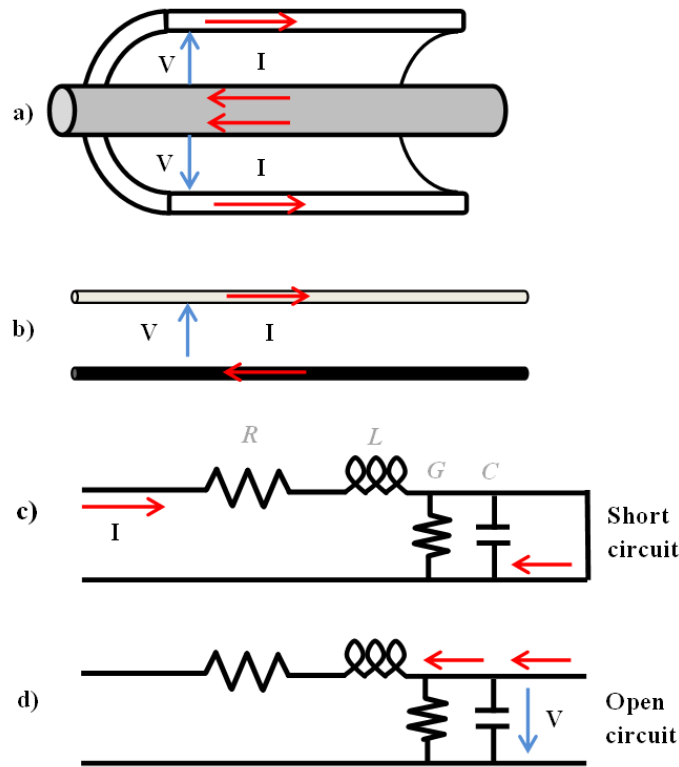 V I
a)
V I
b) V I
R L G C
c) I Short
circuit
d) V Open
circuit